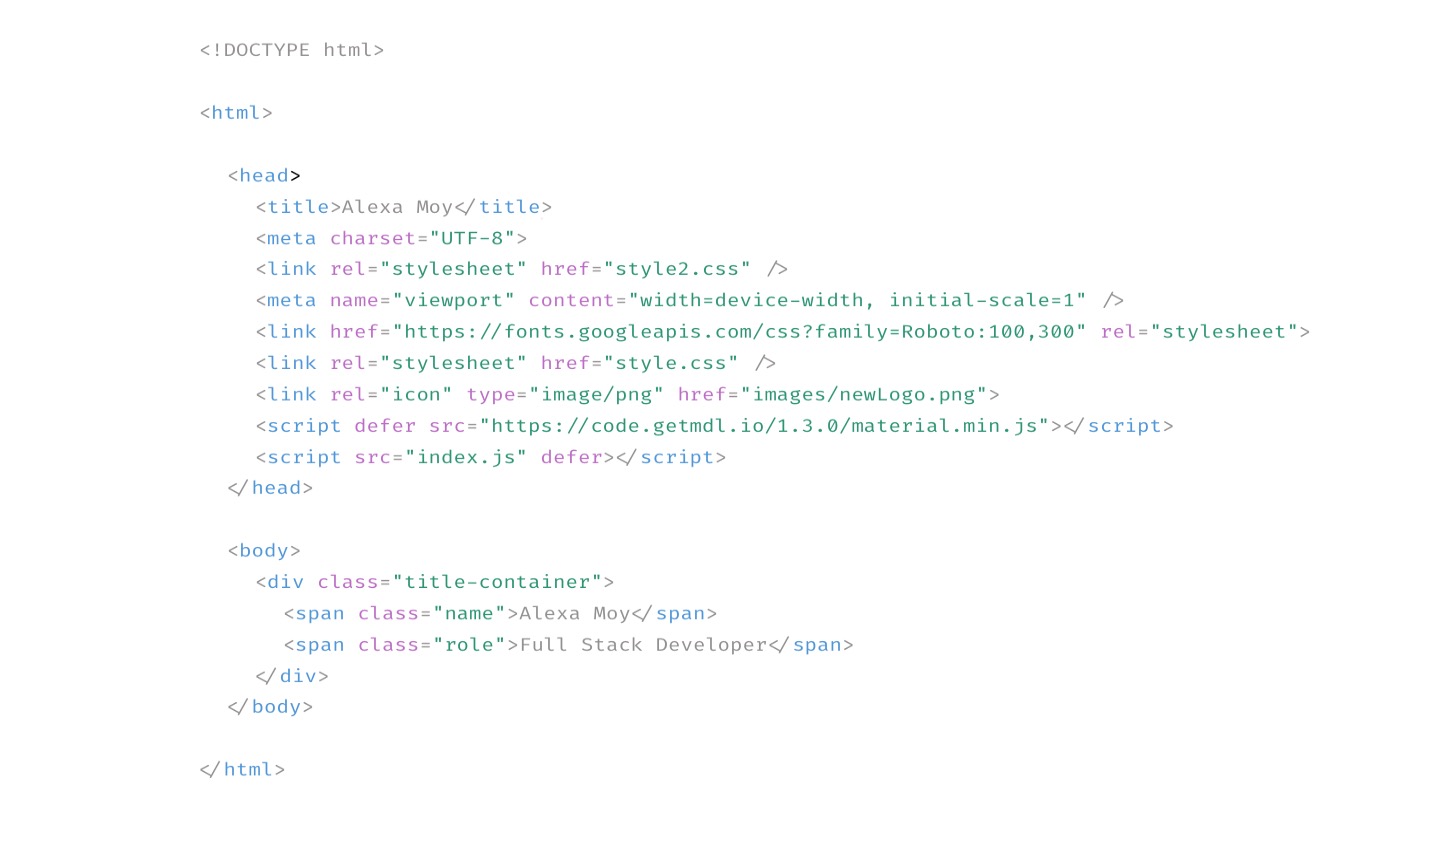 <!DOCTYPE html>
<html>
<head>
<title>Alexa Moy</title>
<meta charset="UTF-8">
<link rel="stylesheet" href="style2.css" />
<meta name="viewport" content="width=device-width, initial-scale=1" />
<link href="https://fonts.googleapis.com/css?family=Roboto:100,300" rel="stylesheet">
<link rel="stylesheet" href="style.css" />
<link rel="icon" type="image/png" href="images/newLogo.png">
<script defer src="https://code.getmdl.io/1.3.0/material.min.js"></script>
<script src="index.js" defer></script>
</head>
<body>
<div class="title-container">
<span class="name">Alexa Moy</span>
<span class="role">Full Stack Developer</span>
</div>
</body>
</html>